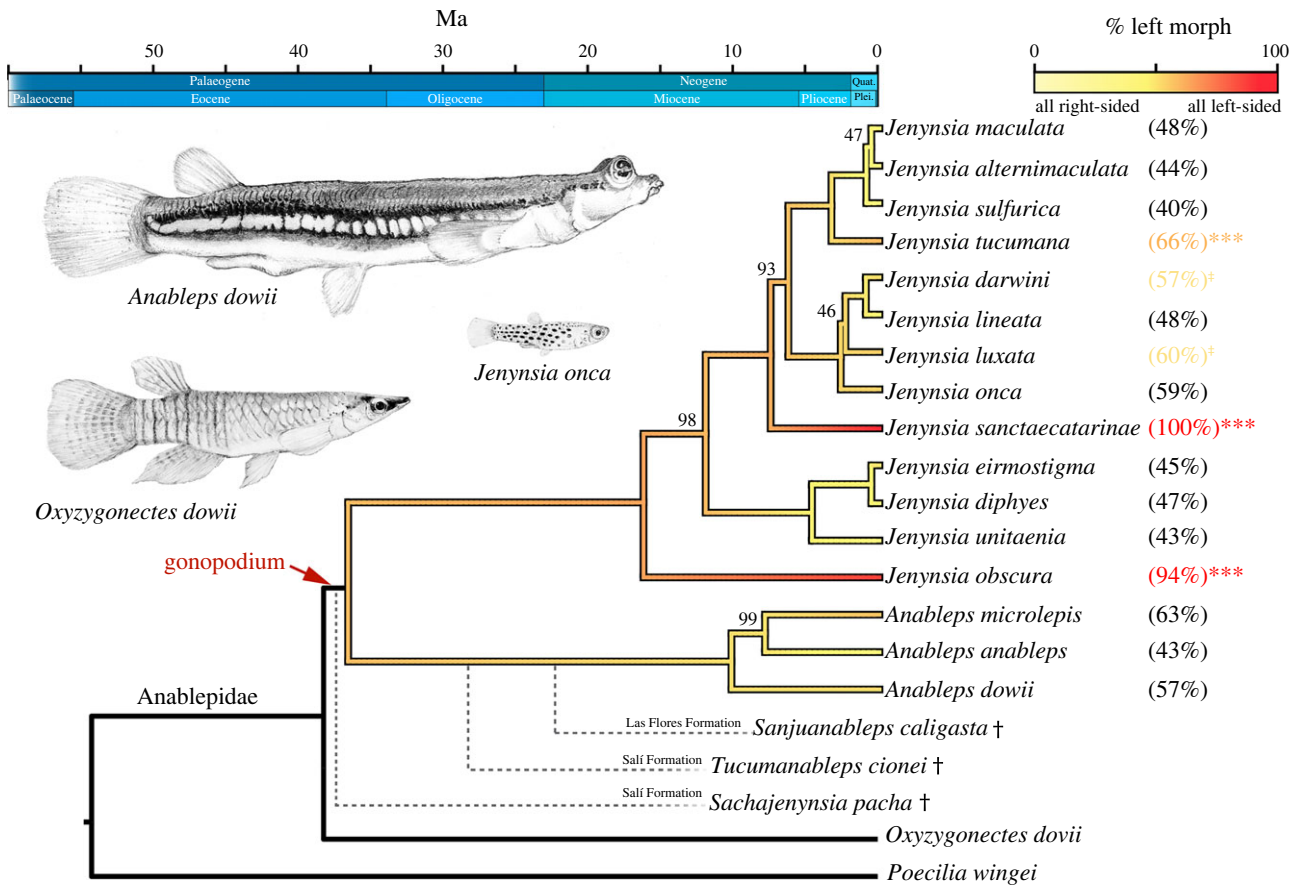 Ma
% left morph
50 40 30 20 10 0
0 100
Palaeogene Neogene Quat.
Palaeocene Eocene Oligocene Miocene Pliocene Plei.
all right-sided all left-sided
47 Jenynsia maculata (48%)
Jenynsia alternimaculata (44%)
Jenynsia sulfurica (40%)
Jenynsia tucumana (66%)***
93
Jenynsia darwini (57%)‡
46
Jenynsia lineata (48%)
Jenynsia luxata (60%)‡
Jenynsia onca (59%)
98
Jenynsia sanctaecatarinae (100%)***
Jenynsia eirmostigma (45%)
Jenynsia diphyes (47%)
Jenynsia unitaenia (43%)
Jenynsia obscura (94%)***
99
Anableps microlepis (63%)
Anableps anableps (43%)
Anableps dowii (57%)
Las Flores Formation Sanjuanableps caligasta †
Salí Formation Tucumanableps cionei †
Salí Formation Sachajenynsia pacha †
Oxyzygonectes dovii
Poecilia wingei
Anableps dowii
Jenynsia onca
Oxyzygonectes dowii
gonopodium
Anablepidae